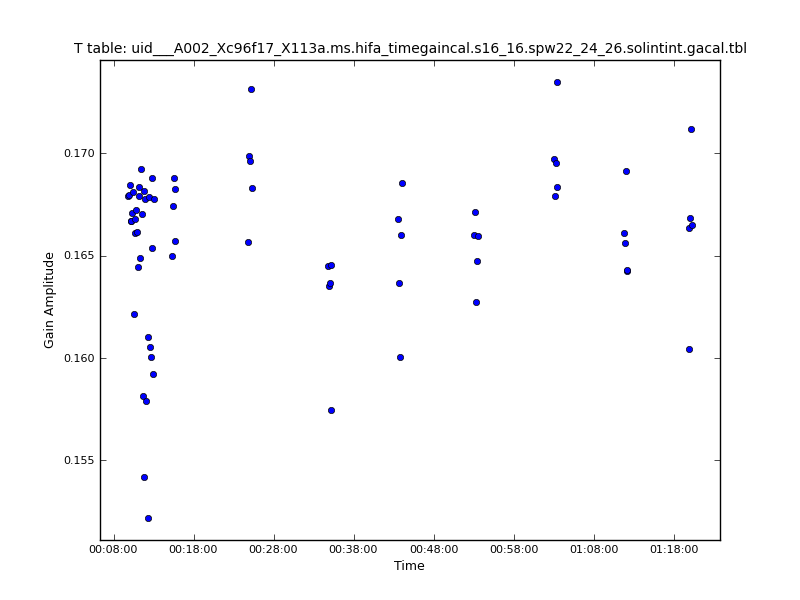 T table: uid___A002_Xc96f17_X113a.ms.hifa_timegaincal.s16_16.spw22_24_26.solintint.gacal.tbl
0.170
0.165
0.160
0.155
Gain Amplitude
00:08:00 00:18:00 00:28:00 00:38:00 00:48:00 00:58:00 01:08:00 01:18:00
Time